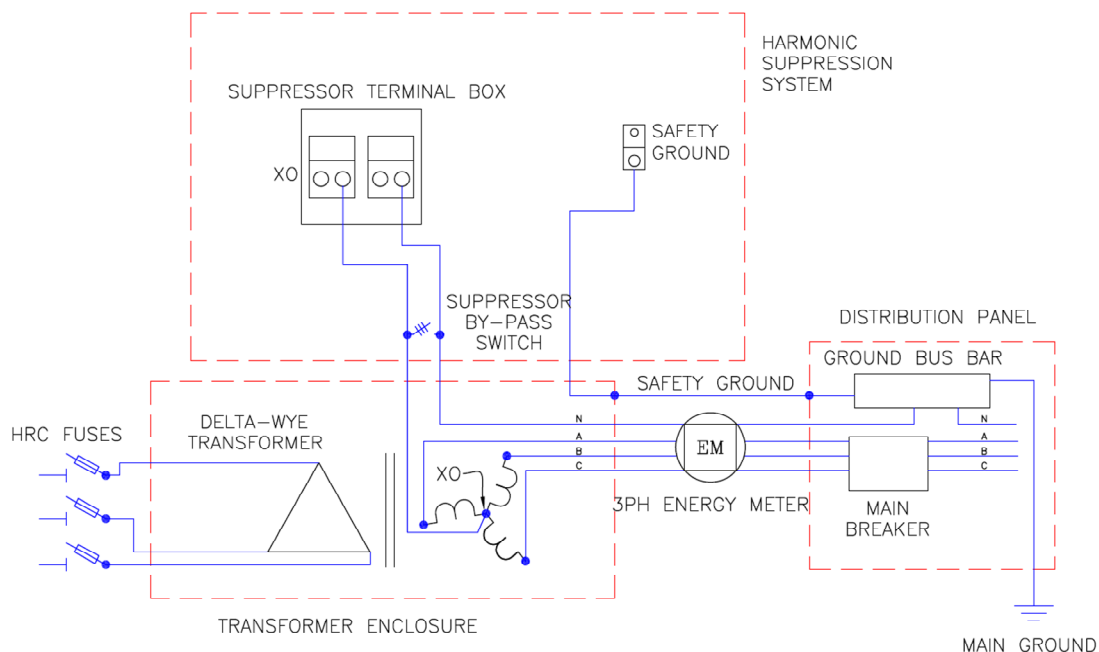 HARMONIC
SUPPRESSION
SYSTEM
SUPPRESSOR TERMINAL BOX
XO
SAFETY
GROUND
SUPPRESSOR
BY-PASS
SWITCH
DISTRIBUTION PANEL
GROUND BUS BAR
SAFETY GROUND
HRC FUSES
DELTA-WYE
TRANSFORMER
XO
N
A
B
C
EM
3PH ENERGY METER
MAIN
BREAKER
N
A
B
C
TRANSFORMER ENCLOSURE
MAIN GROUND